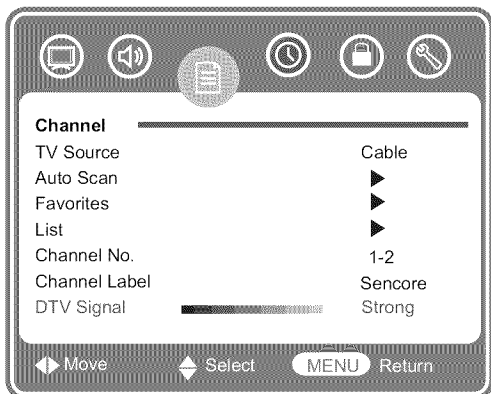 Channel
TV Source Cable
Auto Scan
Favorites
List
Channel No. 1-2
Channel Label Sencore
DTV Signal Strong
Move Select MENU Return